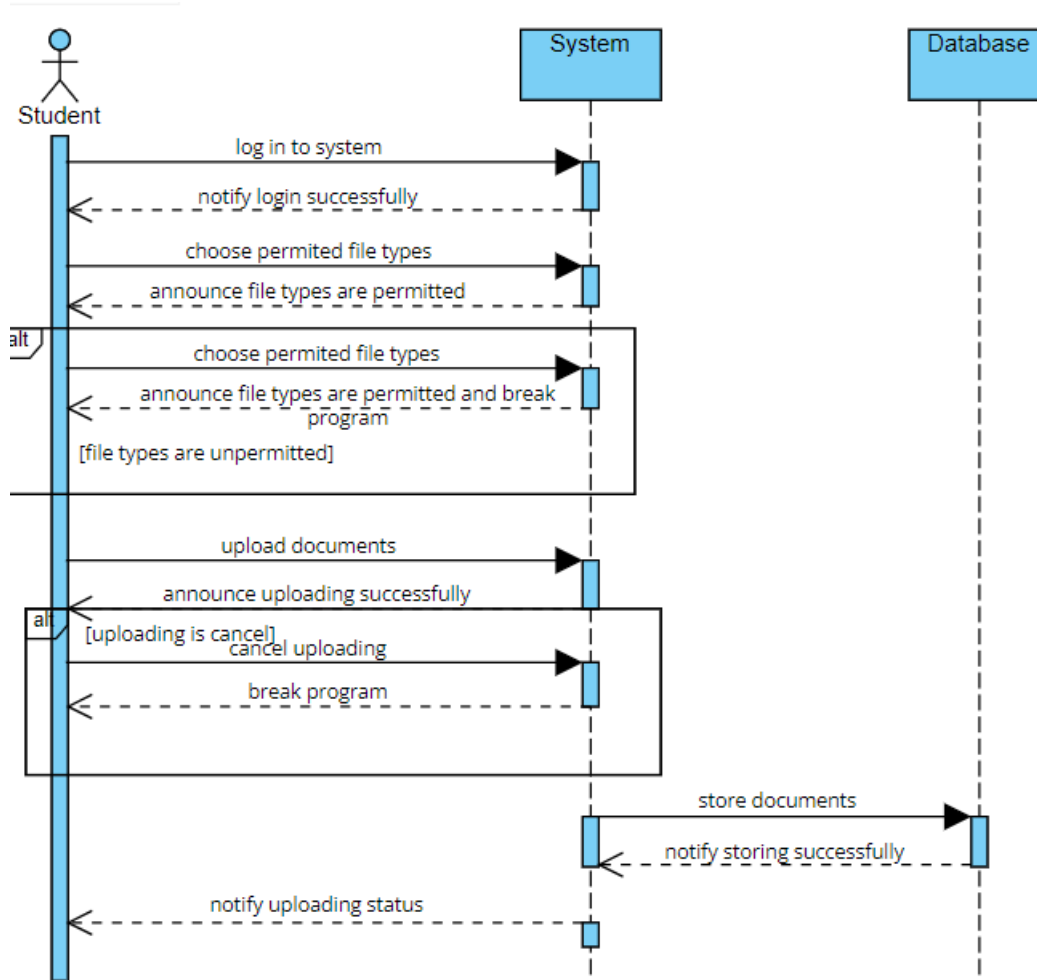 System
Database
Student
log in to system
notify login successfully
choose permited file types
announce file types are permitted
alt
choose permited file types
announce file types are permitted and break
program
[file types are unpermitted]
upload documents
announce uploading successfully
alt
[uploading is cancel]
cancel uploading
break program
store documents
notify storing successfully
notify uploading status